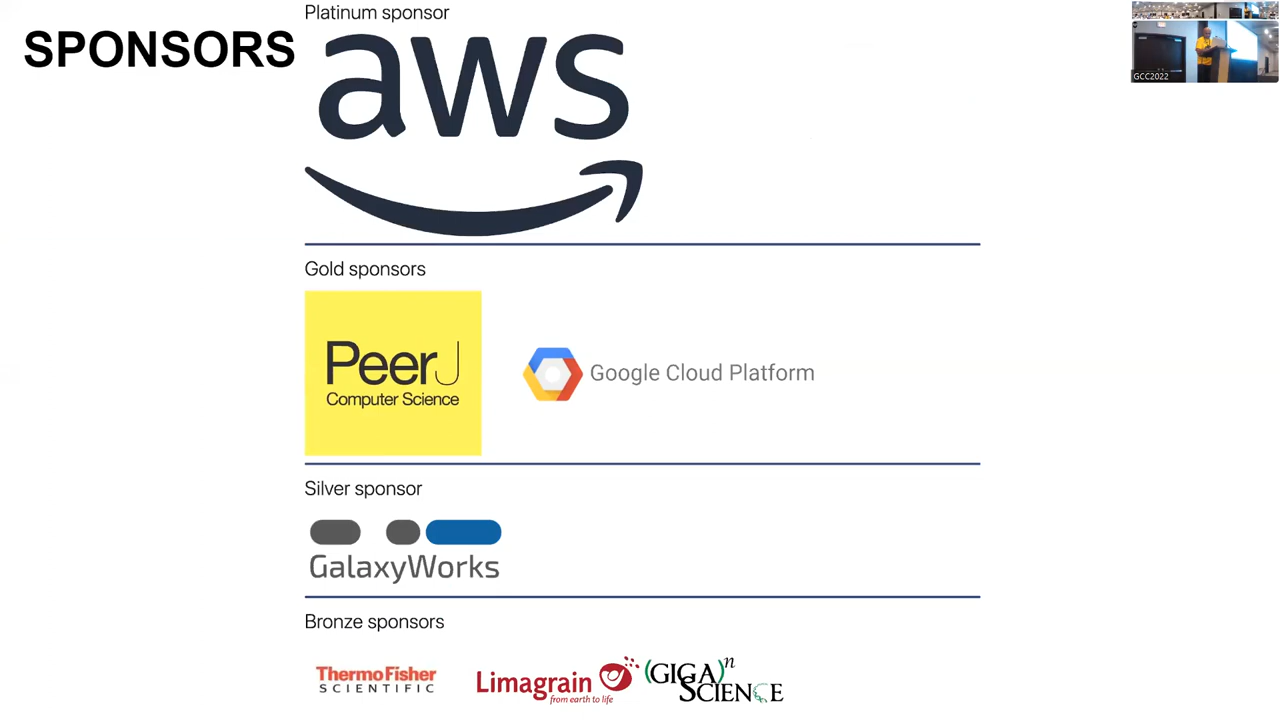 Platinum sponsor
SPONSORS
aws
GCC2022
Gold sponsors
PeerJ
Computer Science
Google Cloud Platform
Silver sponsor
GalaxyWorks
Bronze sponsors
ThermoFisher
SCIENTIFIC
Limagrain
from earth to life
(GIGA)n
SCIENCE